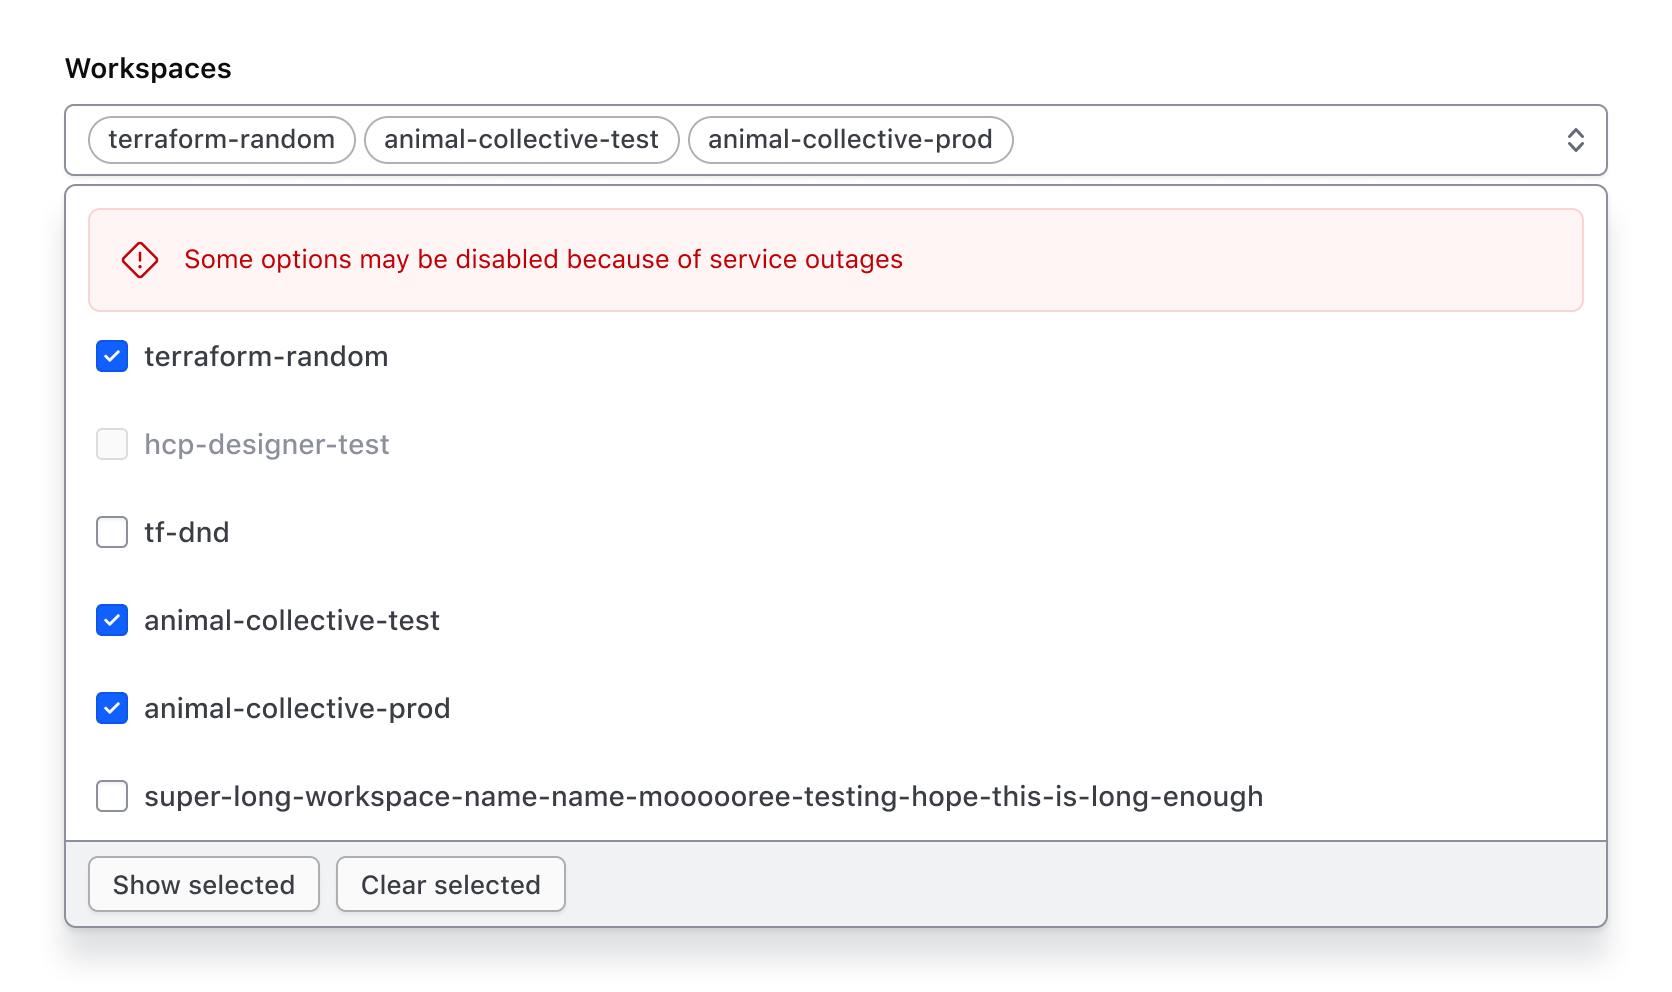 Workspaces
terraform-random animal-collective-test animal-collective-prod
Some options may be disabled because of service outages
terraform-random
hcp-designer-test
tf-dnd
animal-collective-test
animal-collective-prod
super-long-workspace-name-name-moooooree-testing-hope-this-is-long-enough
Show selected Clear selected